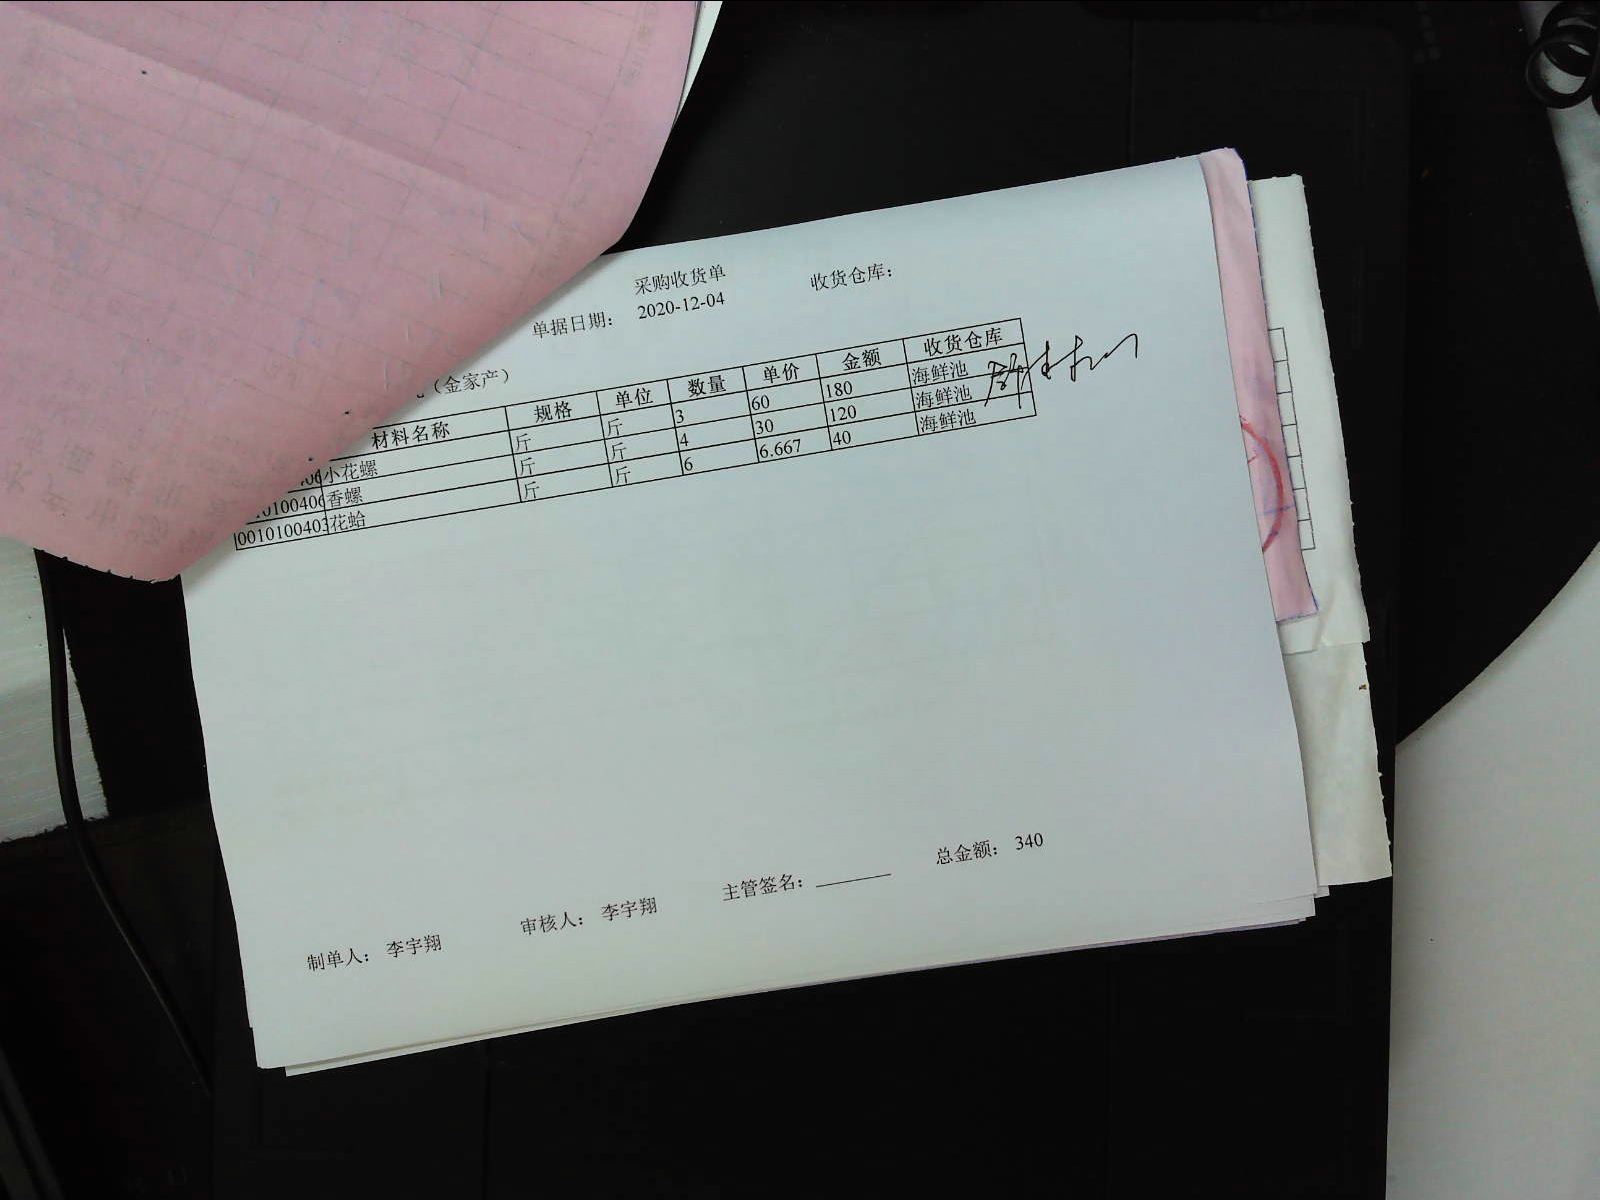 采购收货单
单据日期： 2020-12-04 收货仓库：
（金家产）
材料名称 规格 单位 数量 单价 金额 收货仓库
小花螺 斤 斤 3 60 180 海鲜池
香螺 斤 斤 4 30 120 海鲜池
0010100403 花蛤 斤 斤 6 6.667 40 海鲜池
总金额： 340
制单人： 李宇翔 审核人： 李宇翔 主管签名：